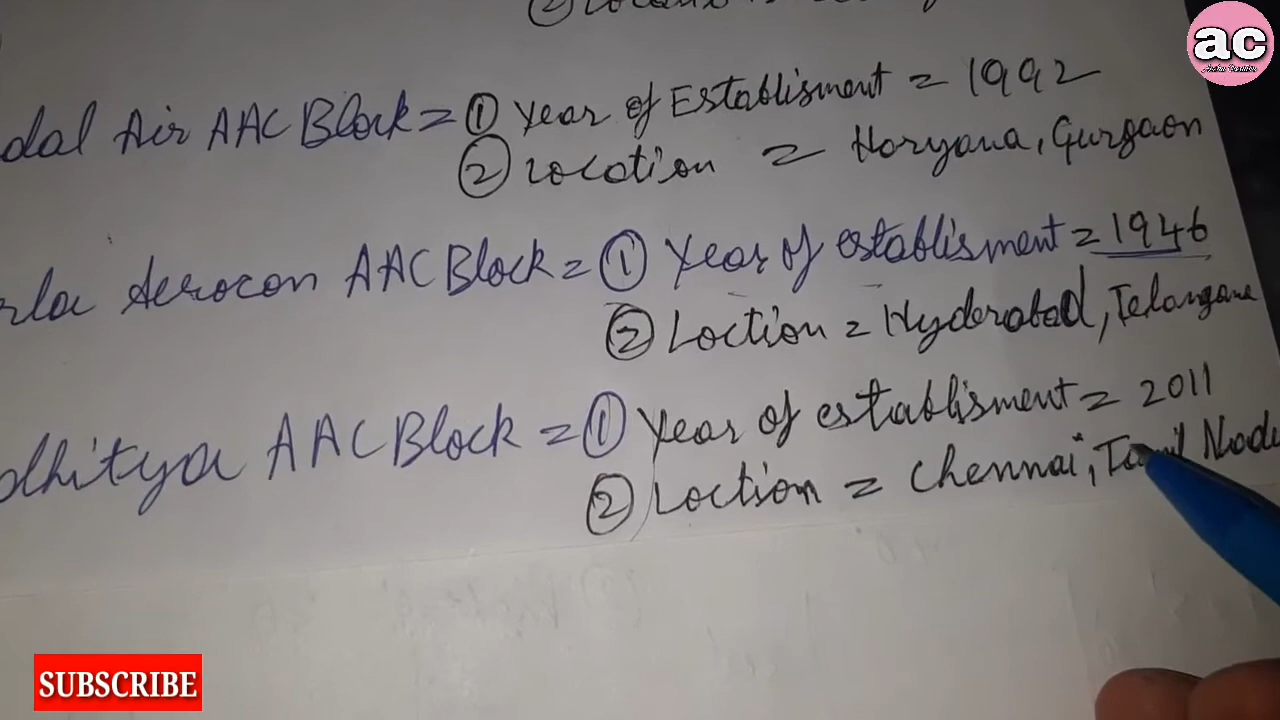 ac
dal Air AAC Block = ① Year of Establisment = 1992
② Location = Haryana, Gurgaon
rla Aerocon AAC Block = ① Year of establisment = 1946
② Loction = Hyderabad, Telangana
dhitya AAC Block = ① Year of establisment = 2011
② Loction = Chennai, Tamil Nadu
SUBSCRIBE